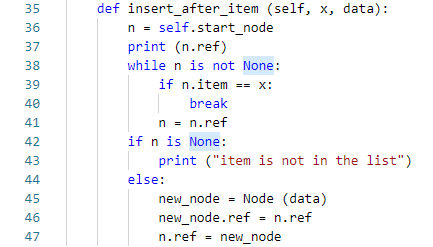 35 def insert_after_item (self, x, data):
36 n = self.start_node
37 print (n.ref)
38 while n is not None:
39 if n.item == x:
40 break
41 n = n.ref
42 if n is None:
43 print ("item is not in the list")
44 else:
45 new_node = Node (data)
46 new_node.ref = n.ref
47 n.ref = new_node